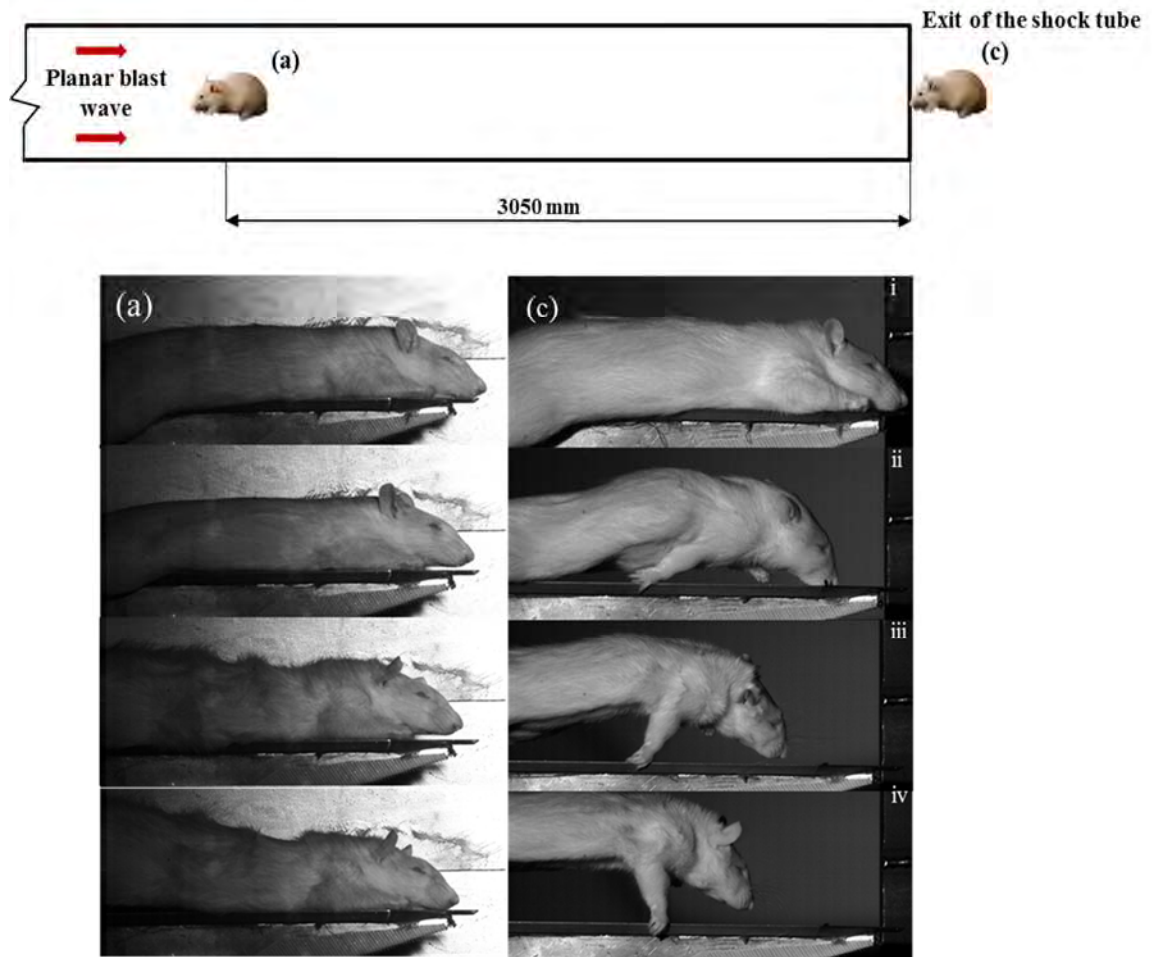 Exit of the shock tube
(c)
(a)
Planar blast
wave
3050 mm
(a)
(c)
i
ii
iii
iv